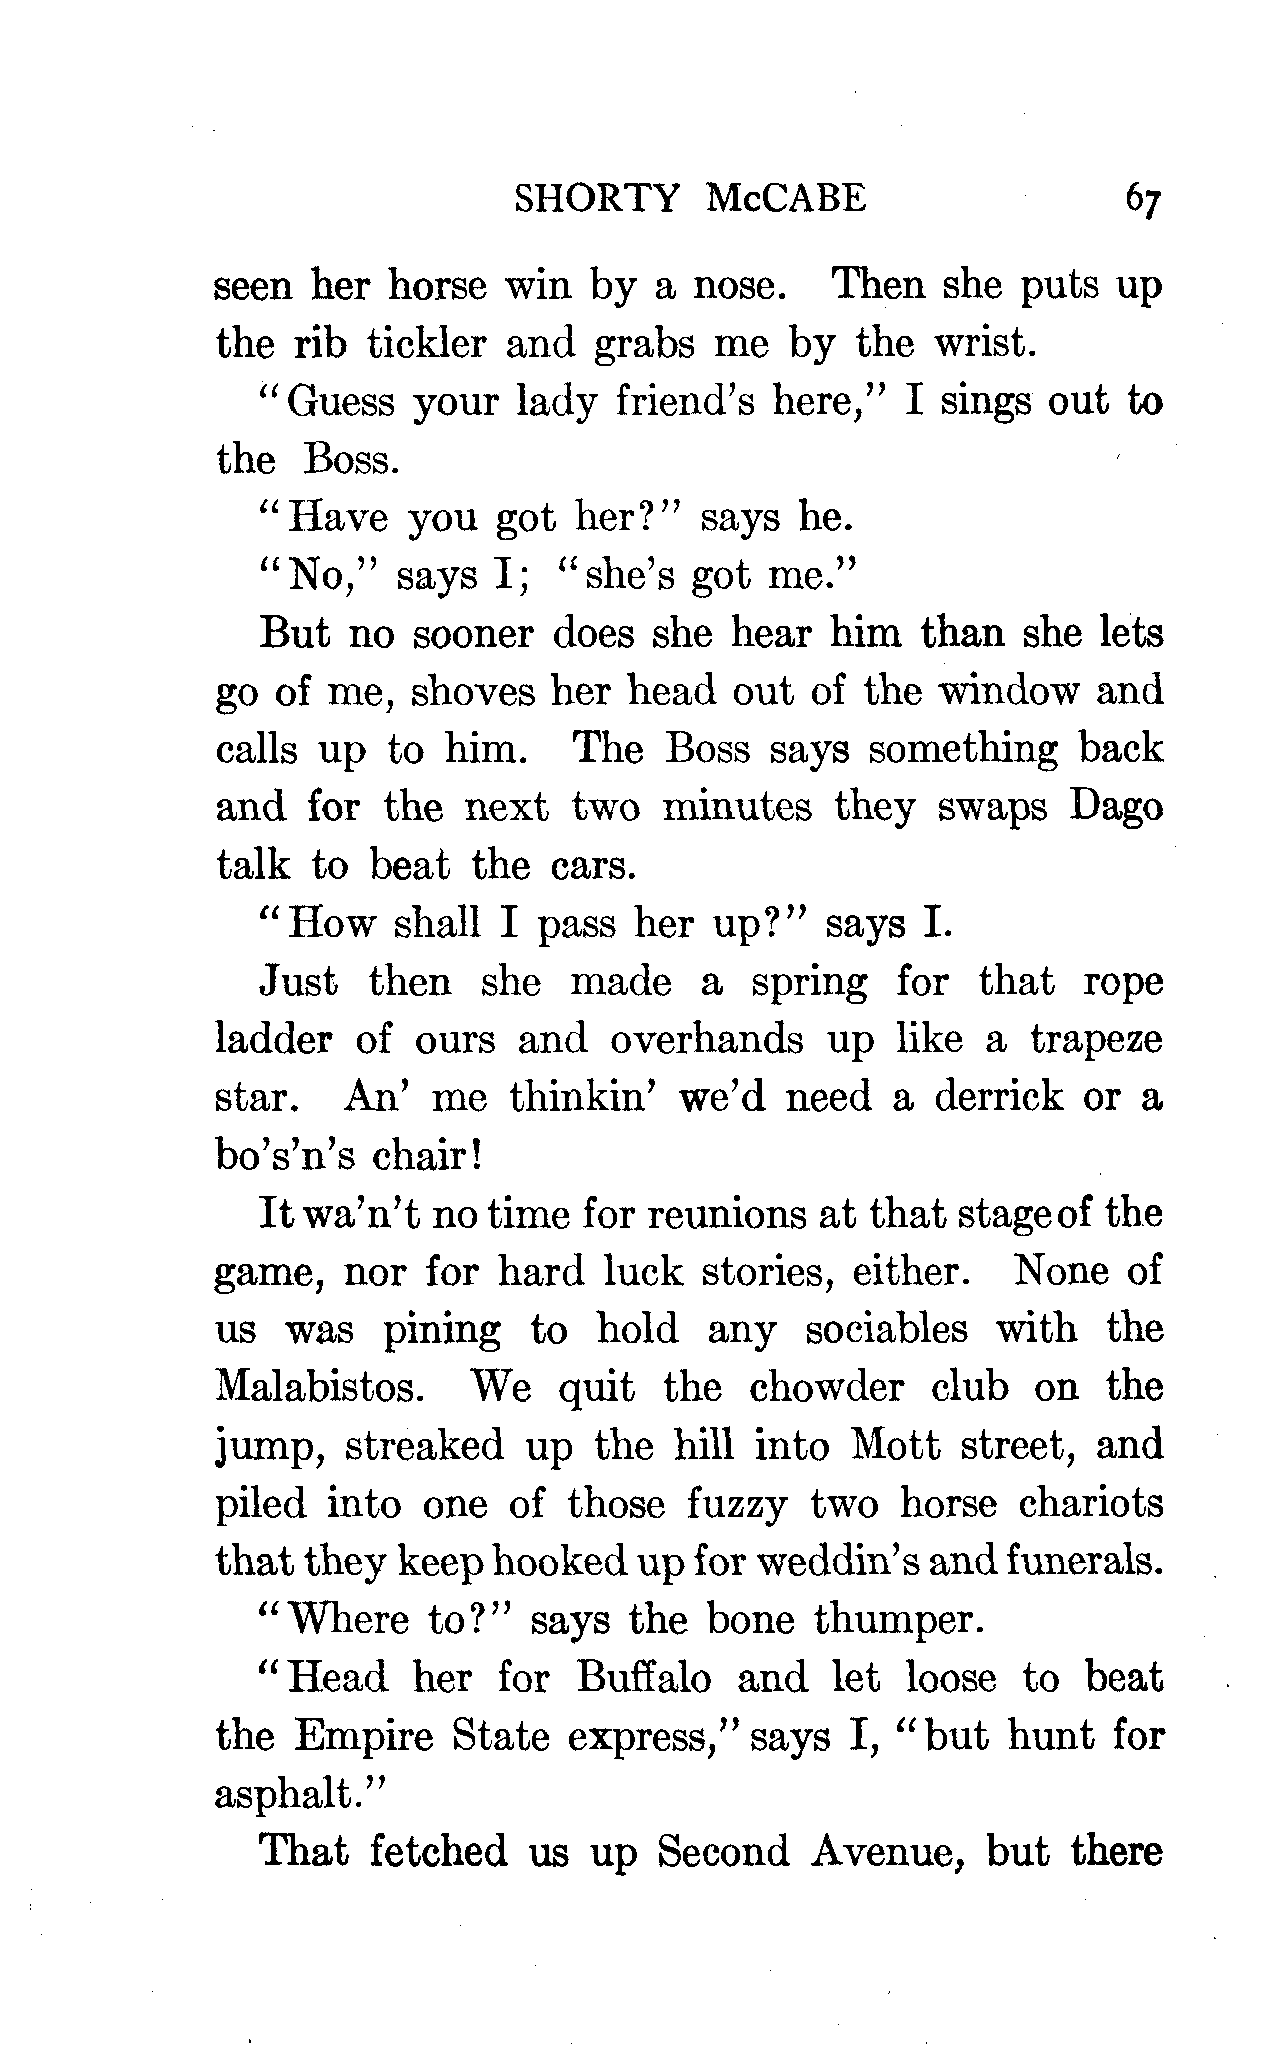 SHORTY McCABE 67
seen her horse win by a nose. Then she puts up
the rib tickler and grabs me by the wrist.
"Guess your lady friend's here," I sings out to
the Boss.
"Have you got her?" says he.
"No," says I; "she's got me."
But no sooner does she hear him than she lets
go of me, shoves her head out of the window and
calls up to him. The Boss says something back
and for the next two minutes they swaps Dago
talk to beat the cars.
"How shall I pass her up?" says I.
Just then she made a spring for that rope
ladder of ours and overhands up like a trapeze
star. An' me thinkin' we'd need a derrick or a
bo's'n's chair!
It wa'n't no time for reunions at that stage of the
game, nor for hard luck stories, either. None of
us was pining to hold any sociables with the
Malabistos. We quit the chowder club on the
jump, streaked up the hill into Mott street, and
piled into one of those fuzzy two horse chariots
that they keep hooked up for weddin's and funerals.
"Where to?" says the bone thumper.
"Head her for Buffalo and let loose to beat
the Empire State express," says I, "but hunt for
asphalt."
That fetched us up Second Avenue, but there